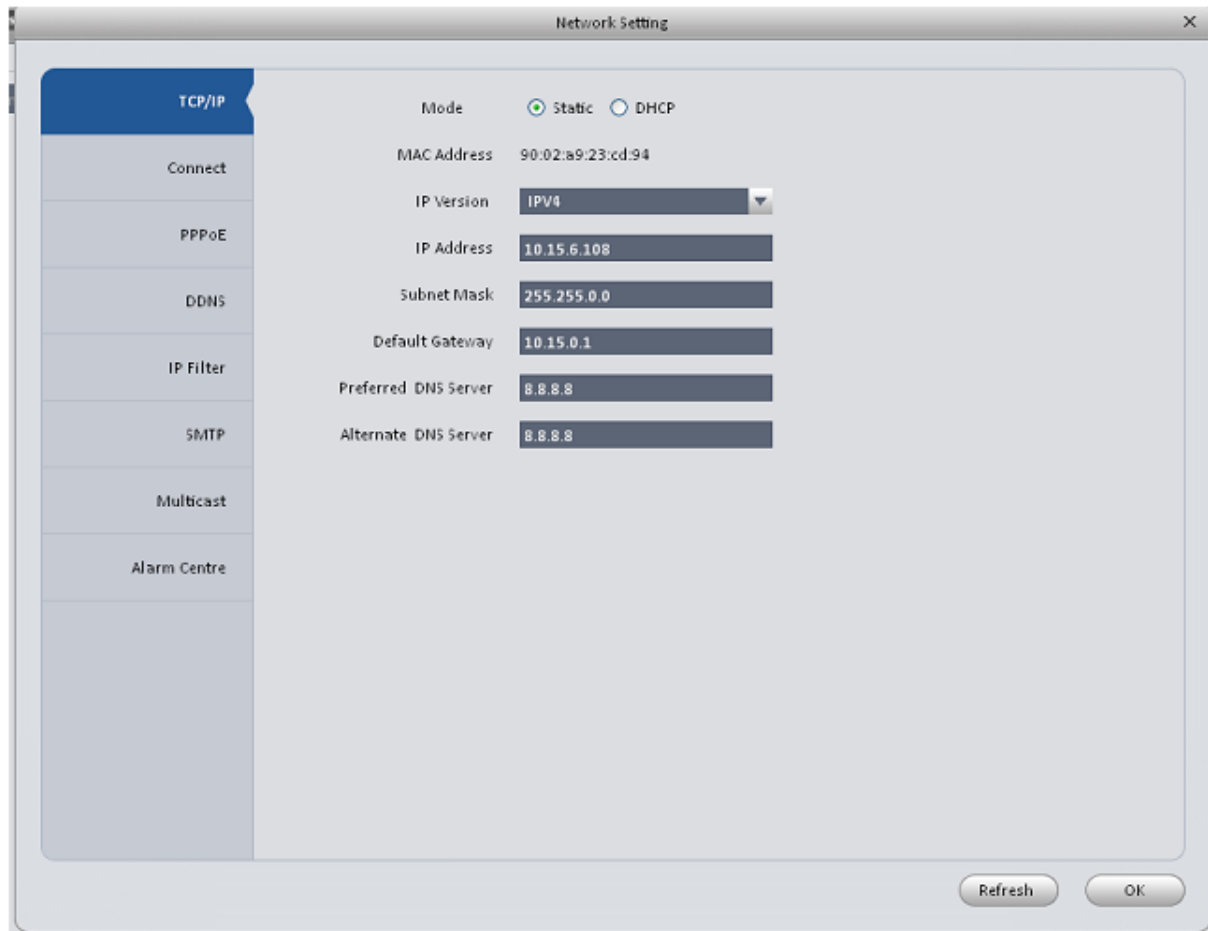 Network Setting
TCP/IP
Connect
PPPoE
DDNS
IP Filter
SMTP
Multicast
Alarm Centre
Mode Static DHCP
MAC Address 90:02:a9:23:cd:94
IP Version IPV4
IP Address 10.15.6.108
Subnet Mask 255.255.0.0
Default Gateway 10.15.0.1
Preferred DNS Server 8.8.8.8
Alternate DNS Server 8.8.8.8
Refresh OK